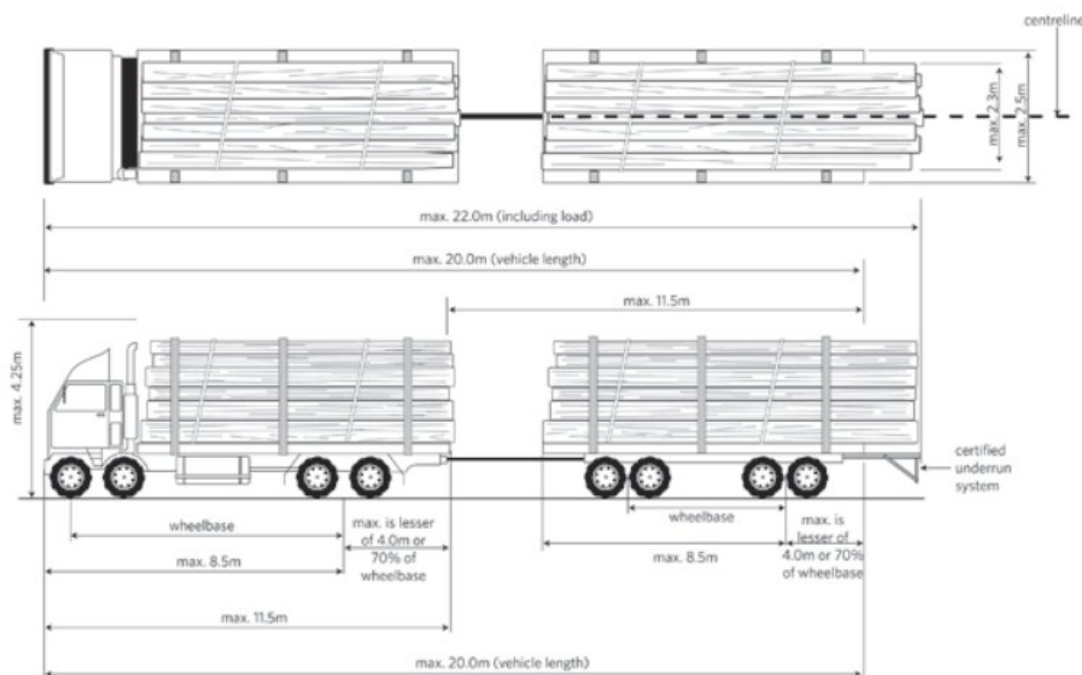 centreline
max. 2.3m
max. 2.5m
max. 22.0m (including load)
max. 20.0m (vehicle length)
max. 11.5m
max. 4.25m
certified
underrun
system
wheelbase
max. is lesser
of 4.0m or
70% of
wheelbase
max. 8.5m
wheelbase
max. is
lesser of
4.0m or 70%
of wheelbase
max. 8.5m
max. 11.5m
max. 20.0m (vehicle length)